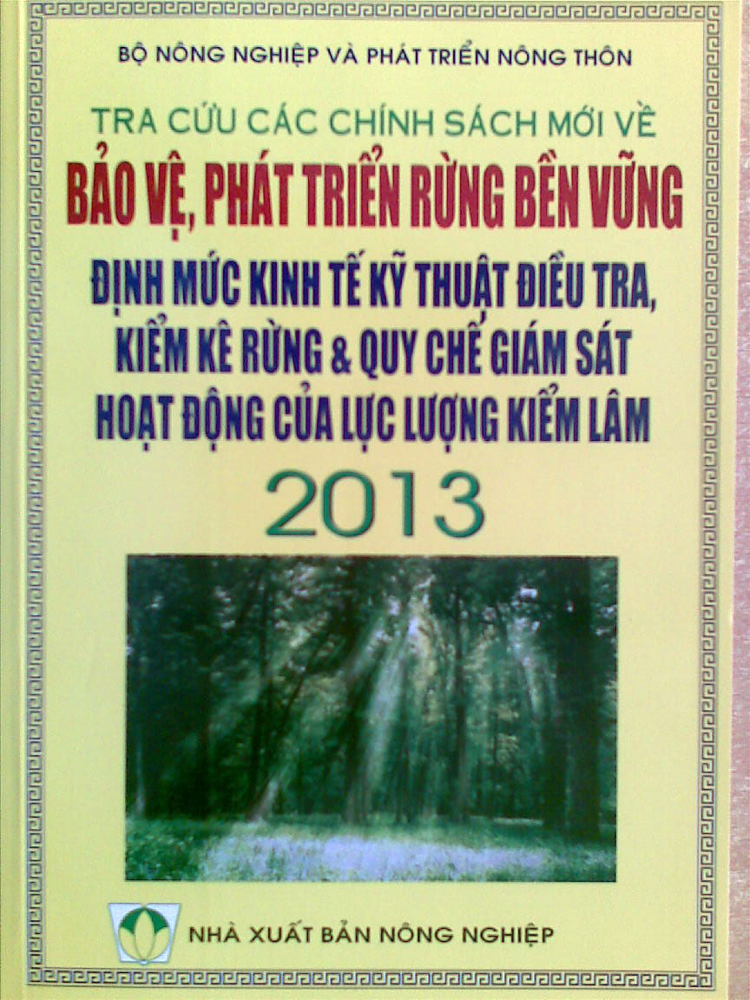 BỘ NÔNG NGHIỆP VÀ PHÁT TRIỂN NÔNG THÔN
TRA CỨU CÁC CHÍNH SÁCH MỚI VỀ
BẢO VỆ, PHÁT TRIỂN RỪNG BỀN VỮNG
ĐỊNH MỨC KINH TẾ KỸ THUẬT ĐIỀU TRA,
KIỂM KÊ RỪNG & QUY CHẾ GIÁM SÁT
HOẠT ĐỘNG CỦA LỰC LƯỢNG KIỂM LÂM
2013
NHÀ XUẤT BẢN NÔNG NGHIỆP